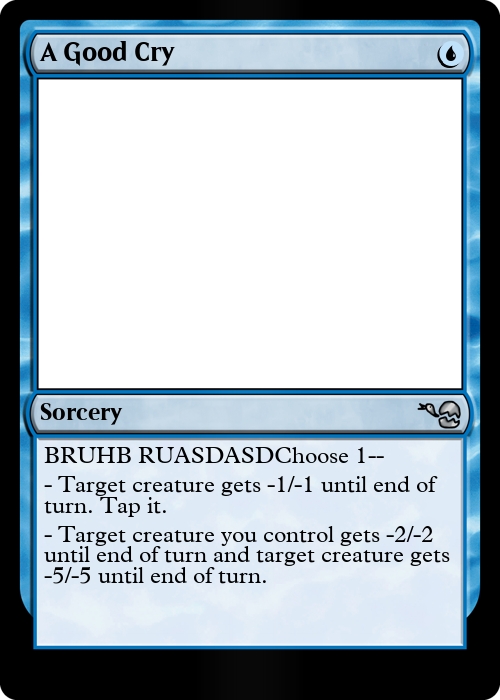 A Good Cry
Sorcery
BRUHB RUASDASDChoose 1--
- Target creature gets -1/-1 until end of
turn. Tap it.
- Target creature you control gets -2/-2
until end of turn and target creature gets
-5/-5 until end of turn.